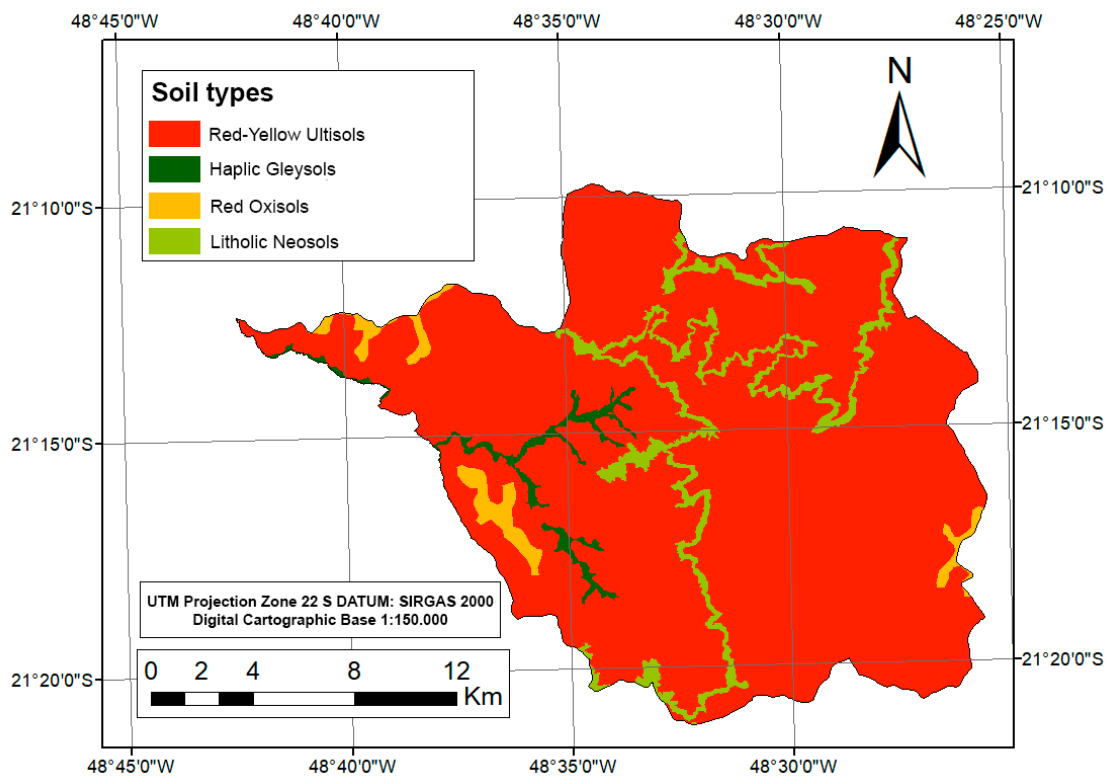 48°45'0"W 48°40'0"W 48°35'0"W 48°30'0"W 48°25'0"W
N
Soil types
Red-Yellow Ultisols
Haplic Gleysols
Red Oxisols
Litholic Neosols
21°10'0"S 21°10'0"S
21°15'0"S 21°15'0"S
UTM Projection Zone 22 S DATUM: SIRGAS 2000
Digital Cartographic Base 1:150.000
0 2 4 8 12
Km
21°20'0"S 21°20'0"S
48°45'0"W 48°40'0"W 48°35'0"W 48°30'0"W